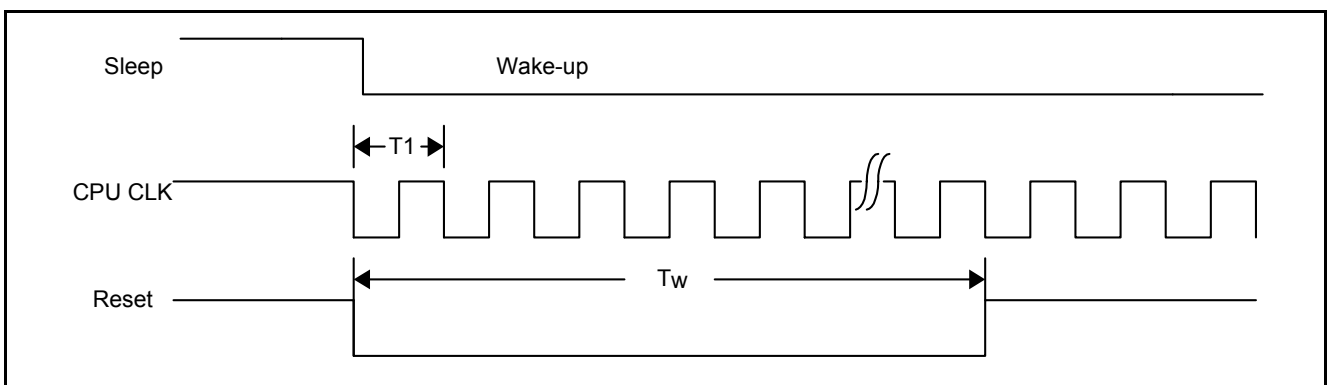 Sleep
Wake-up
T1
CPU CLK
Tw
Reset